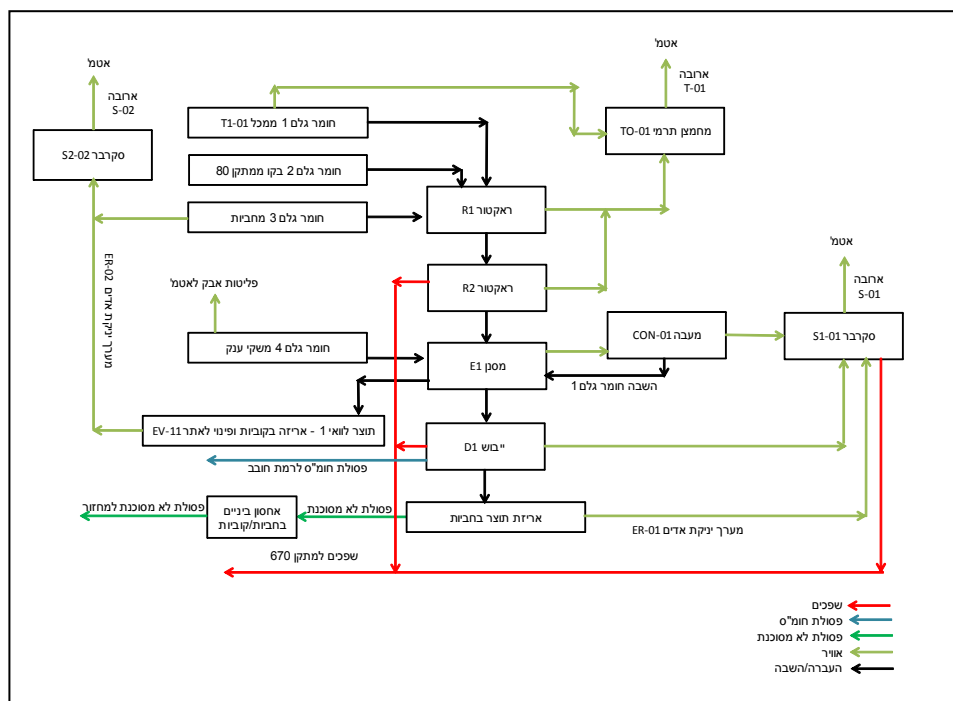 אטמ'
ארובה
T-01
אטמ'
ארובה
S-02
חומר גלם 1 ממכל T1-01
מחמצן תרמי TO-01
סקרבר S2-02
חומר גלם 2 בקו ממתקן 80
חומר גלם 3 מחביות
ראקטור R1
מערך יניקת אדים ER-02
אטמ'
ארובה
S-01
ראקטור R2
פליטות אבק לאטמ'
חומר גלם 4 משקי ענק
מסנן E1
מעבה CON-01
סקרבר S1-01
השבה חומר גלם 1
תוצר לוואי 1 - אריזה בקוביות ופינוי לאתר EV-11
ייבוש D1
פסולת חומ"ס לרמת חובב
אריזת תוצר בחביות
פסולת לא מסוכנת
אחסון ביניים
בחביות/קוביות
פסולת לא מסוכנת למחזור
מערך יניקת אדים ER-01
שפכים למתקן 670
שפכים
פסולת חומ"ס
פסולת לא מסוכנת
אוויר
העברה/השבה